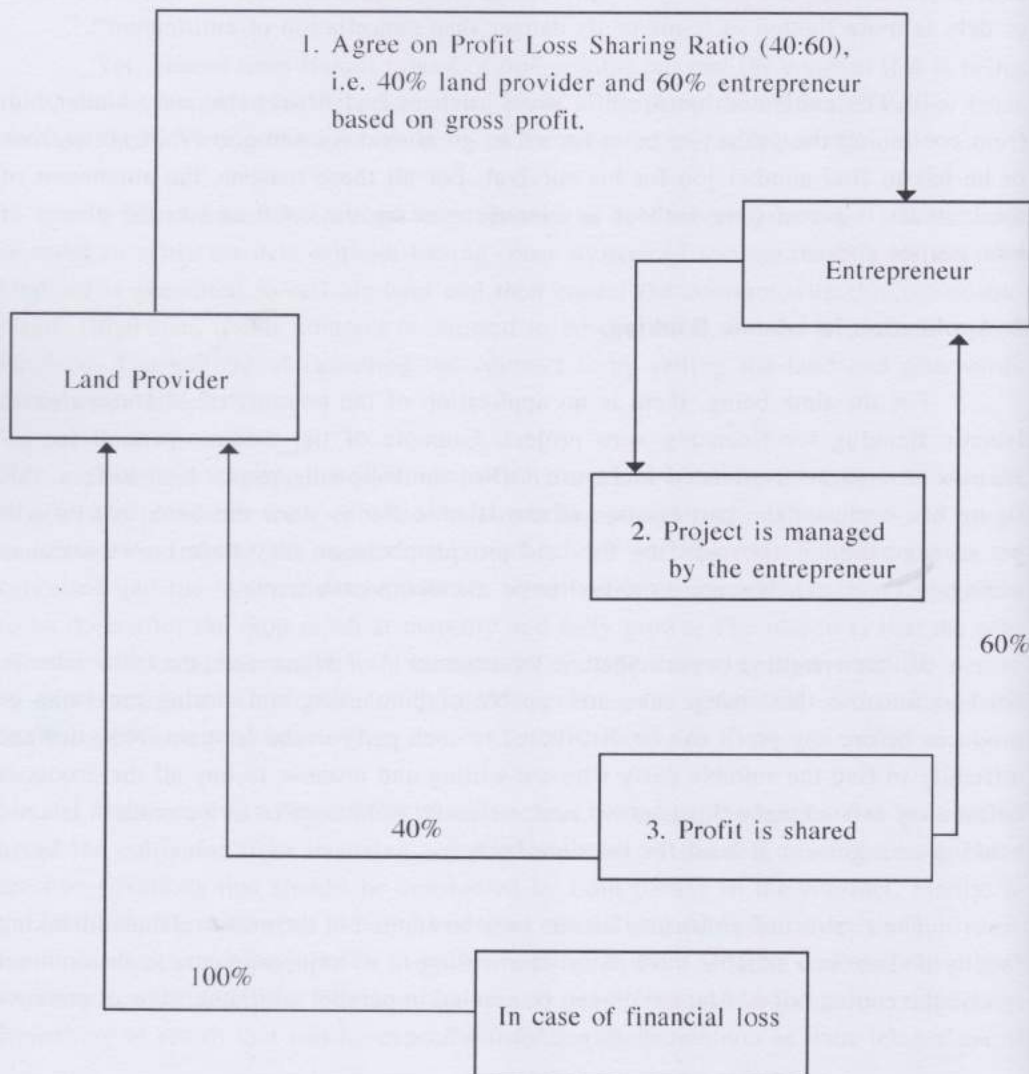 1. Agree on Profit Loss Sharing Ratio (40:60),
i.e. 40% land provider and 60% entrepreneur
based on gross profit.
Entrepreneur
Land Provider
2. Project is managed
by the entrepreneur
60%
40%
3. Profit is shared
100%
In case of financial loss